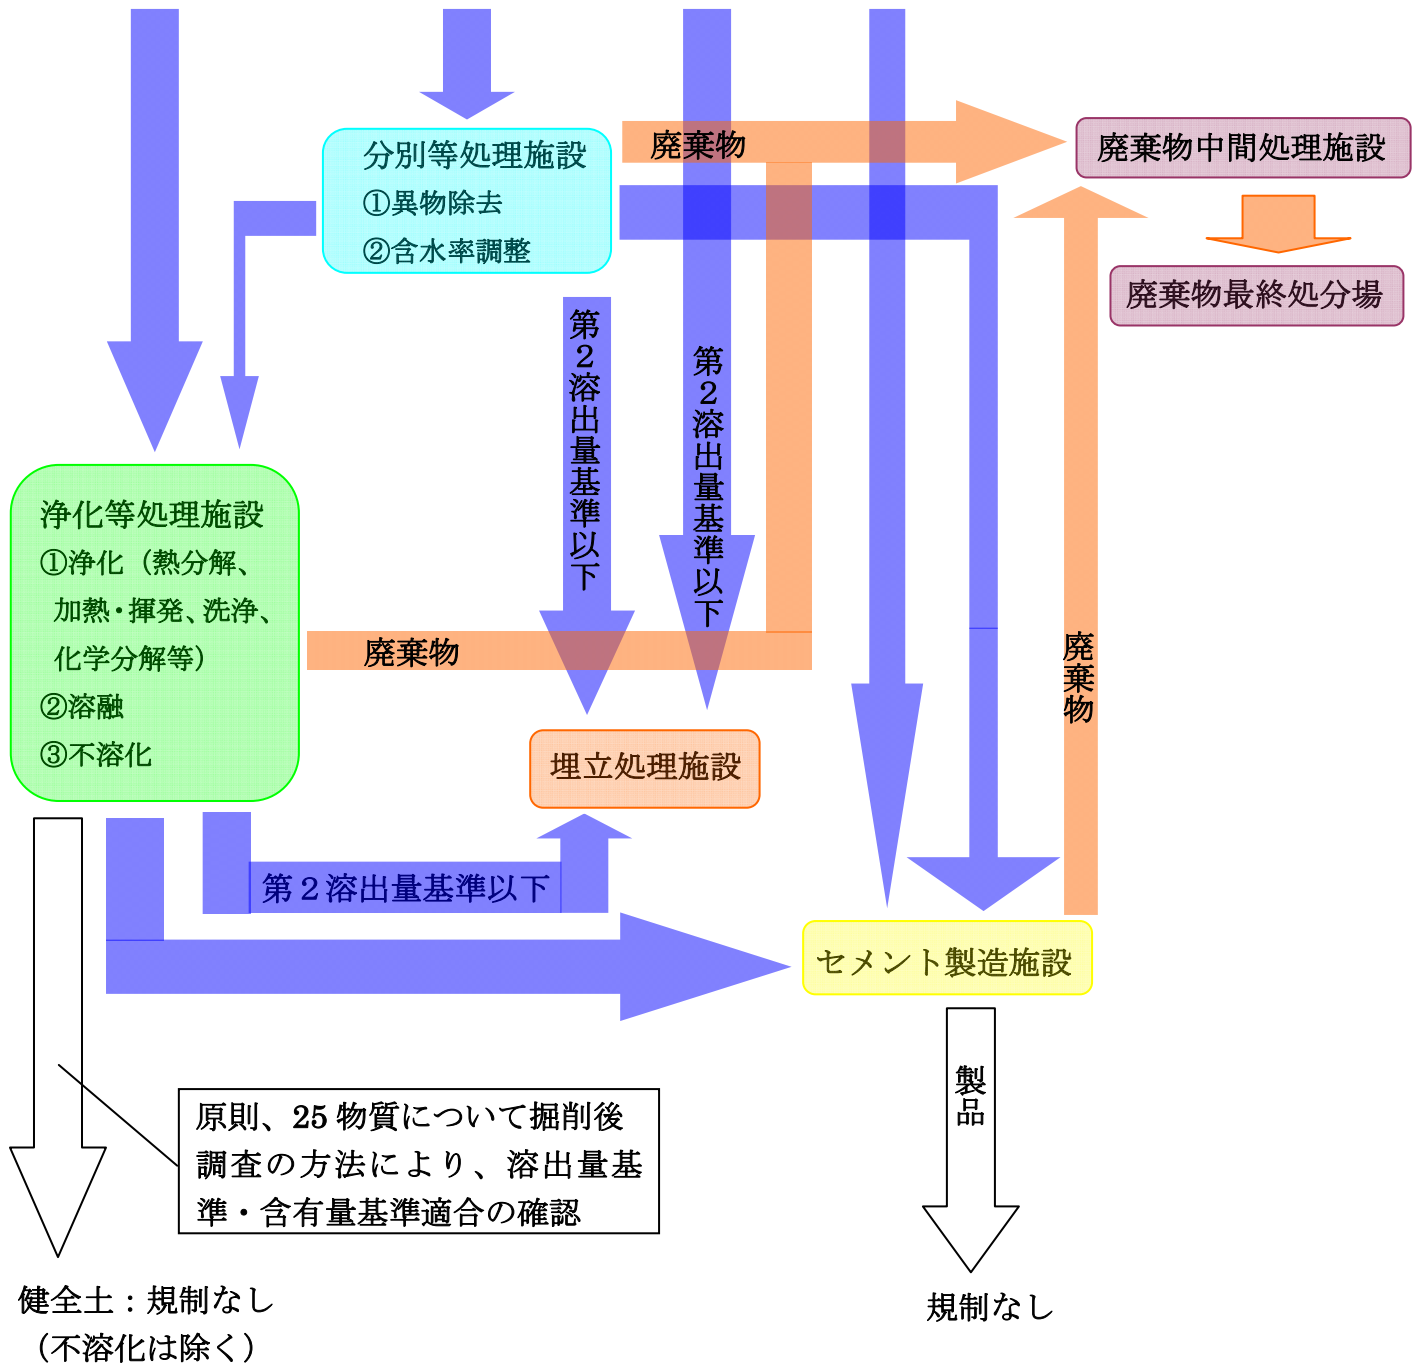 分別等処理施設
①異物除去
②含水率調整
廃棄物
廃棄物中間処理施設
廃棄物最終処分場
第２溶出量基準以下
第２溶出量基準以下
浄化等処理施設
①浄化（熱分解、
加熱・揮発、洗浄、
化学分解等）
②溶融
③不溶化
廃棄物
廃棄物
埋立処理施設
第２溶出量基準以下
セメント製造施設
製品
原則、25 物質について掘削後
調査の方法により、溶出量基
準・含有量基準適合の確認
健全土：規制なし
（不溶化は除く）
規制なし